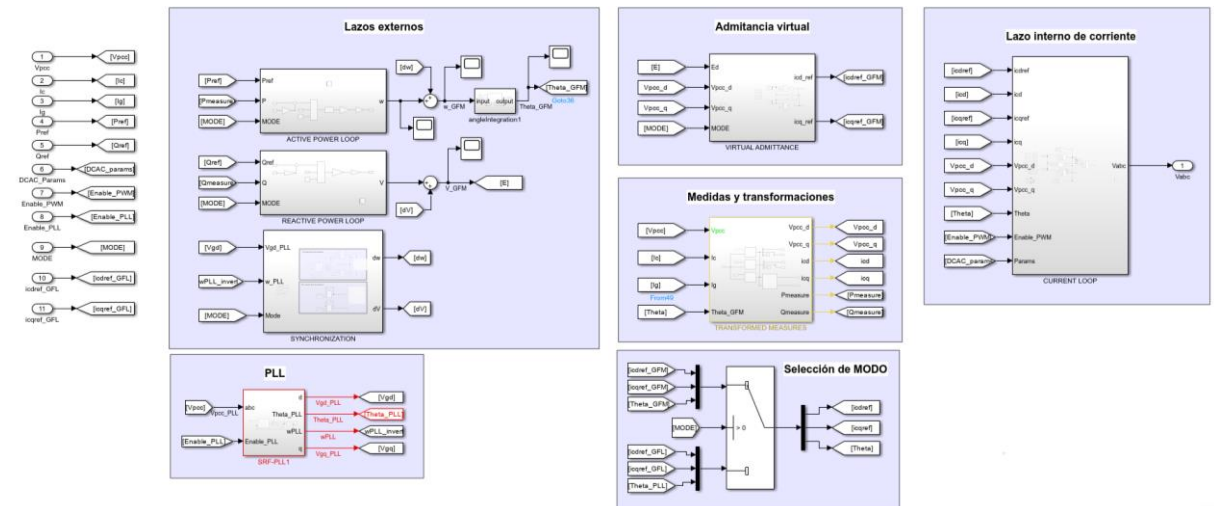 1
Vpcc
[Vpcc]
2
Ic
[Ic]
3
Ig
[Ig]
4
Pref
[Pref]
5
Qref
[Qref]
6
DCAC_Params
[DCAC_params]
7
Enable_PWM
[Enable_PWM]
8
Enable_PLL
[Enable_PLL]
9
MODE
[MODE]
10
icdref_GFL
[icdref_GFL]
11
icqref_GFL
[icqref_GFL]
Lazos externos
[Pref]
[Pmeasure]
[MODE]
Pref
P
MODE
w
ACTIVE POWER LOOP
[dw]
w_GFM
input output
angleIntegration1
Theta_GFM
[Theta_GFM]
Goto38
[Qref]
[Qmeasure]
[MODE]
Qref
Q
MODE
V
REACTIVE POWER LOOP
V_GFM
[dV]
[E]
[Vgd]
wPLL_invert
[MODE]
Vgd_PLL
w_PLL
Mode
dw
dV
[dw]
[dV]
SYNCHRONIZATION
PLL
[Vpcc]
Vpcc_PLL
[Enable_PLL]
abc
Enable_PLL
d
Theta_PLL
wPLL
q
SRF-PLL1
Vgd_PLL
Theta_PLL
wPLL
Vgq_PLL
[Vgd]
[Theta_PLL]
wPLL_invert
[Vgq]
Admitancia virtual
[E]
Vpcc_d
Vpcc_q
[MODE]
Ed
Vpcc_d
Vpcc_q
MODE
icd_ref
icq_ref
[icdref_GFM]
[icqref_GFM]
VIRTUAL ADMITTANCE
Medidas y transformaciones
[Vpcc]
[Ic]
[Ig]
From49
[Theta]
Vpcc
Ic
Ig
Theta_GFM
Vpcc_d
Vpcc_q
icd
icq
Pmeasure
Qmeasure
Vpcc_d
Vpcc_q
icd
icq
[Pmeasure]
[Qmeasure]
TRANSFORMED MEASURES
Selección de MODO
[icdref_GFM]
[icqref_GFM]
[Theta_GFM]
[MODE]
> 0
[icdref_GFL]
[icqref_GFL]
[Theta_PLL]
[icdref]
[icqref]
[Theta]
Lazo interno de corriente
[icdref]
[icd]
[icqref]
[icq]
Vpcc_d
Vpcc_q
[Theta]
[Enable_PWM]
[DCAC_params]
icdref
icd
icqref
icq
Vpcc_d
Vpcc_q
Theta
Enable_PWM
Params
Vabc
CURRENT LOOP
1
Vabc